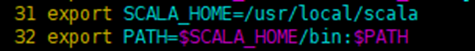 31 export SCALA_HOME=/usr/local/scala
32 export PATH=$SCALA_HOME/bin:$PATH